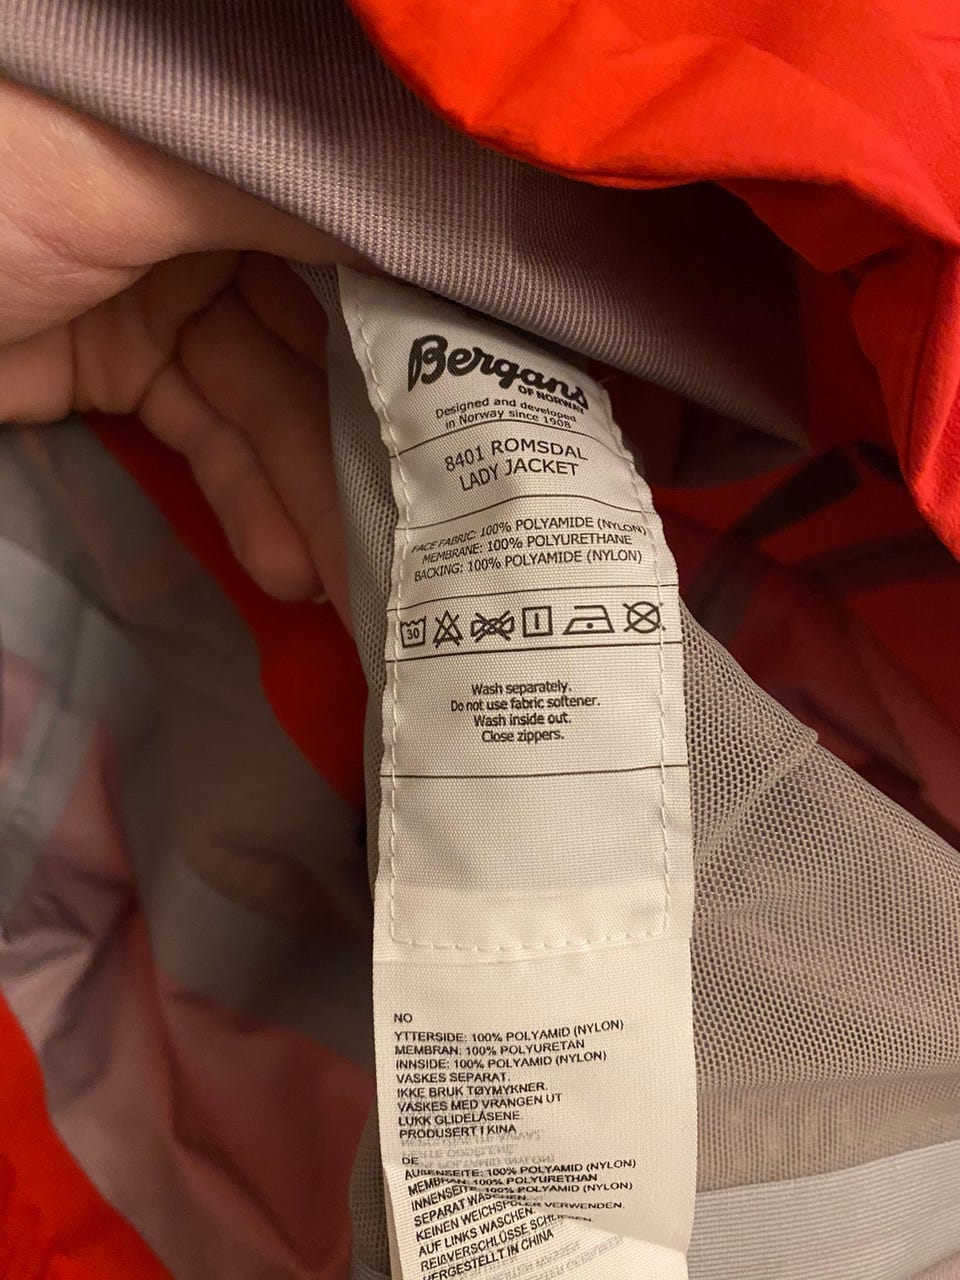 Bergans
OF NORWAY
Designed and developed
in Norway since 1908
8401 ROMSDAL
LADY JACKET
FACE FABRIC: 100% POLYAMIDE (NYLON)
MEMBRANE: 100% POLYURETHANE
BACKING: 100% POLYAMIDE (NYLON)
30
Wash separately.
Do not use fabric softener.
Wash inside out.
Close zippers.
NO
YTTERSIDE: 100% POLYAMID (NYLON)
MEMBRAN: 100% POLYURETAN
INNSIDE: 100% POLYAMID (NYLON)
VASKES SEPARAT.
IKKE BRUK TØYMYKNER.
VASKES MED VRANGEN UT
LUKK GLIDELÅSENE.
PRODUSERT I KINA
DE
AUßENSEITE: 100% POLYAMID (NYLON)
MEMBRAN: 100% POLYURETHAN
INNENSEITE: 100% POLYAMID (NYLON)
SEPARAT WASCHEN.
KEINEN WEICHSPÜLER VERWENDEN.
AUF LINKS WASCHEN.
REIßVERSCHLÜSSE SCHLIEßEN.
HERGESTELLT IN CHINA